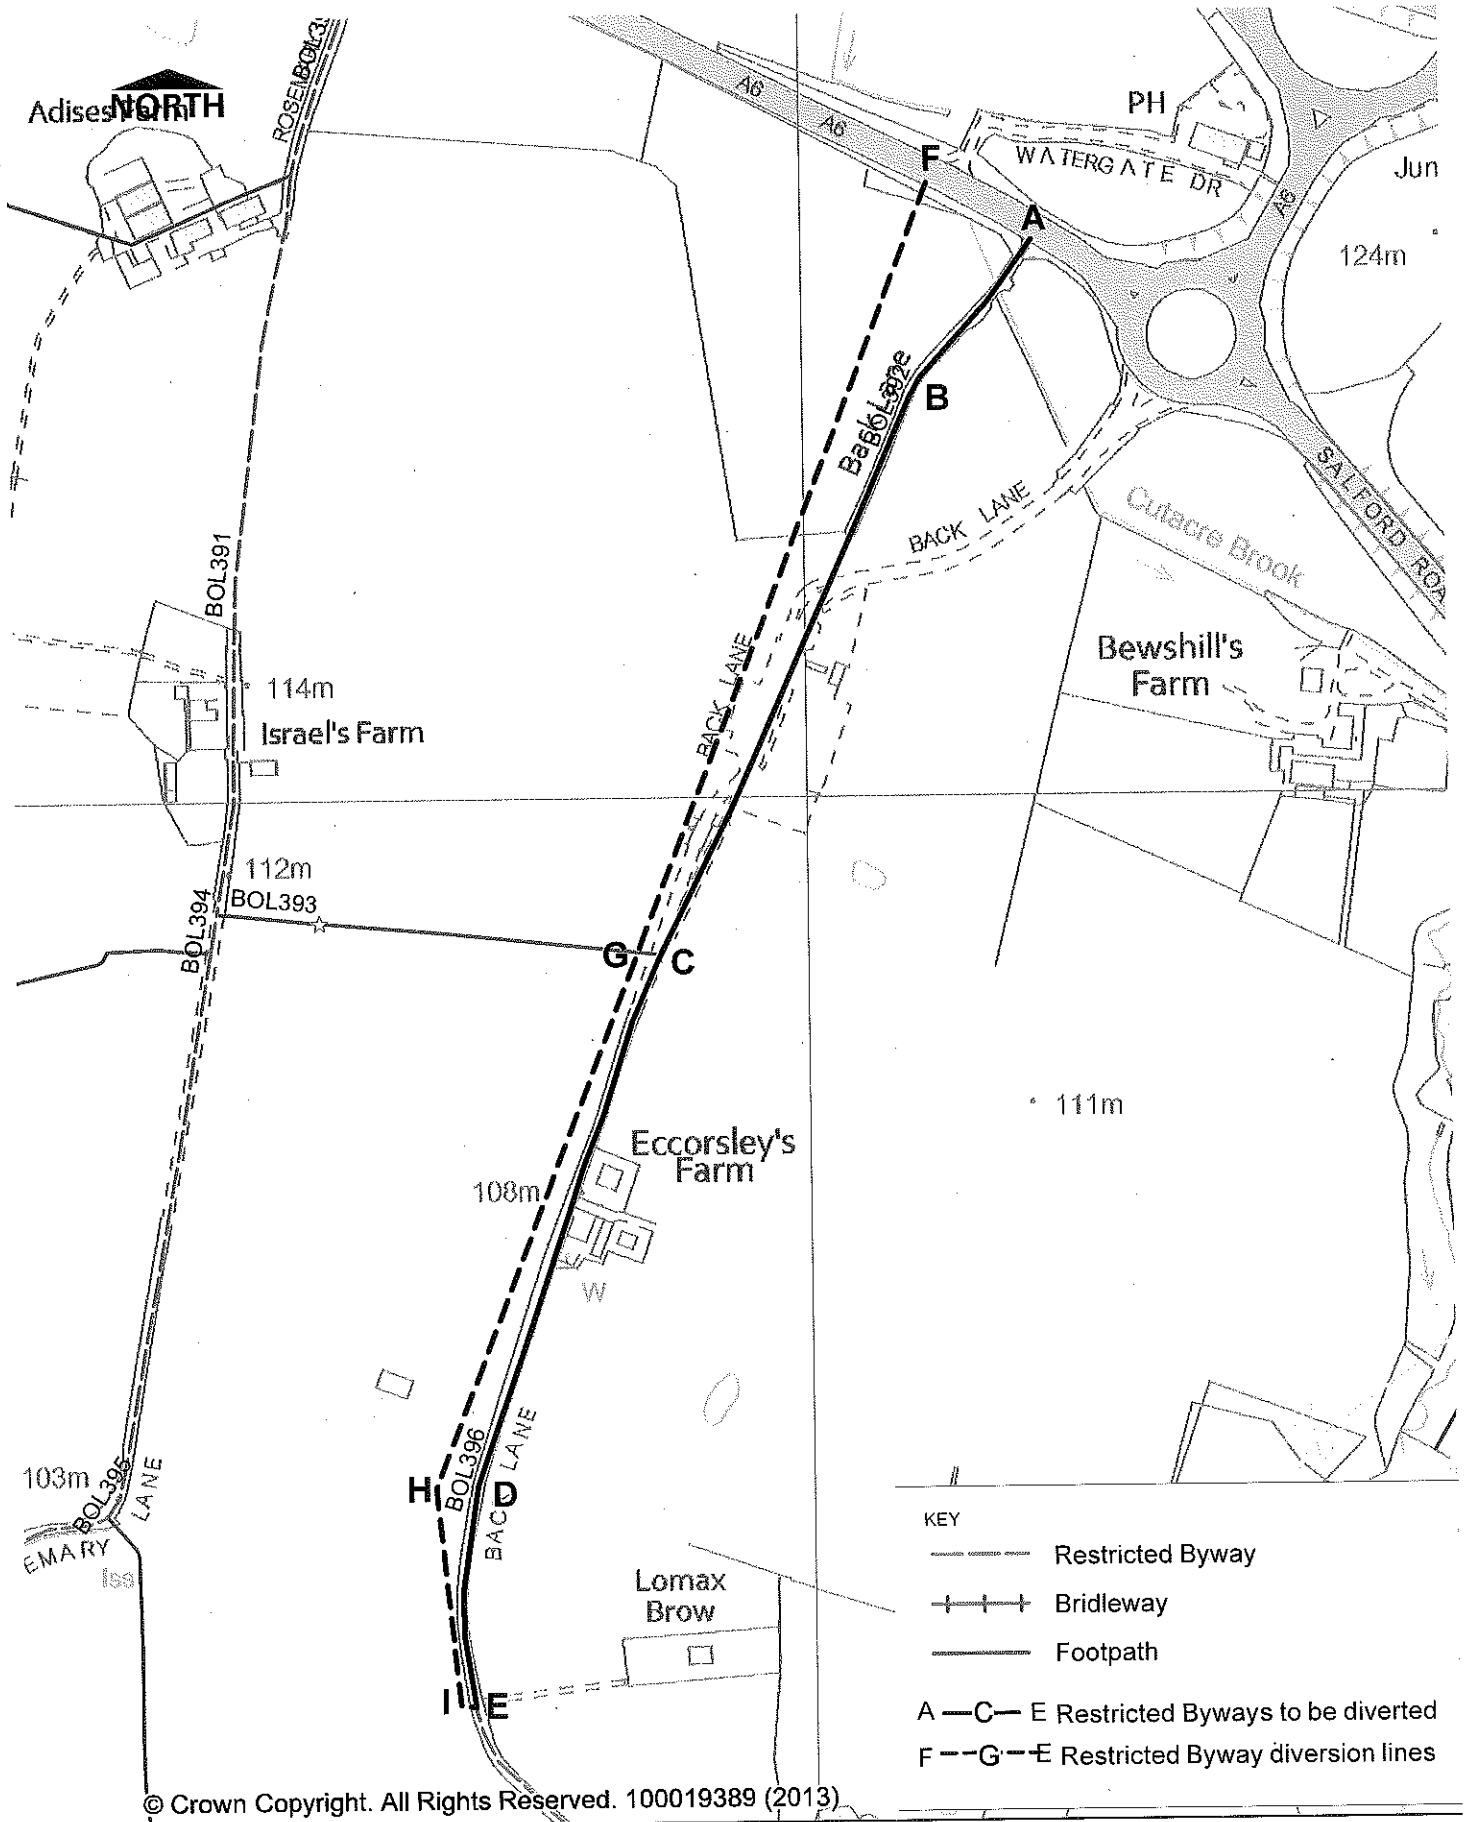 NORTH
Adises Farm
A6
A6
PH
F
WATERGATE DR
Jun
A6
A
124m
Back Lane
BOL392
B
SALFORD ROA
BACK LANE
Cutacre Brook
BOL391
BACK LANE
Bewshill's
Farm
114m
Israel's Farm
112m
BOL393
BOL394
G
C
111m
Eccorsley's
Farm
108m
W
BOL396
BACK LANE
103m
BOL395
LANE
H
D
EMARY
Iss
Lomax
Brow
I
E
KEY
Restricted Byway
Bridleway
Footpath
A — C — E Restricted Byways to be diverted
F -- G -- E Restricted Byway diversion lines
© Crown Copyright. All Rights Reserved. 100019389 (2013)